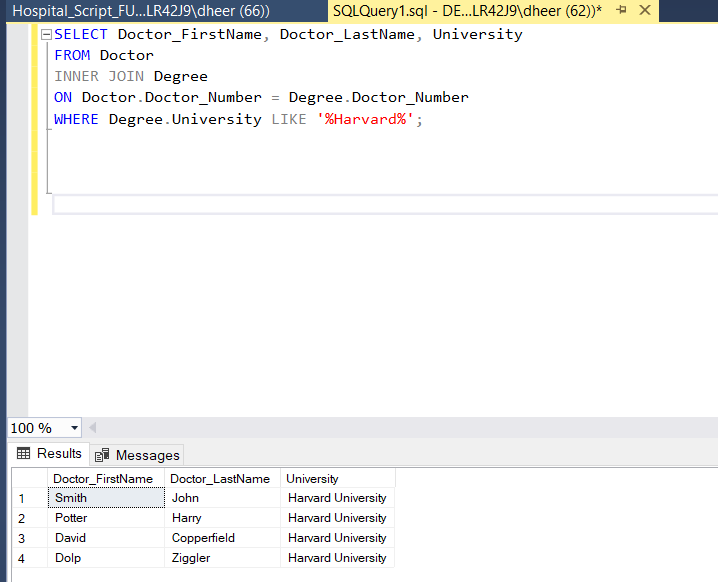 Hospital_Script_FU...LR42J9\dheer (66)) SQLQuery1.sql - DE...LR42J9\dheer (62))*
SELECT Doctor_FirstName, Doctor_LastName, University
FROM Doctor
INNER JOIN Degree
ON Doctor.Doctor_Number = Degree.Doctor_Number
WHERE Degree.University LIKE '%Harvard%';
100 %
Results Messages
Doctor_FirstName Doctor_LastName University
1 Smith John Harvard University
2 Potter Harry Harvard University
3 David Copperfield Harvard University
4 Dolp Ziggler Harvard University